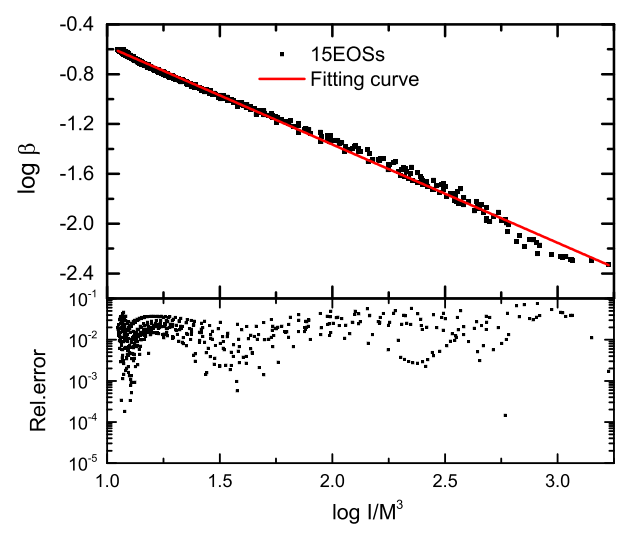 -0.4
15EOSs
Fitting curve
-0.8
-1.2
-1.6
-2.0
-2.4
log β
10⁻¹
10⁻²
10⁻³
10⁻⁴
10⁻⁵
Rel.error
1.0 1.5 2.0 2.5 3.0
log I/M³